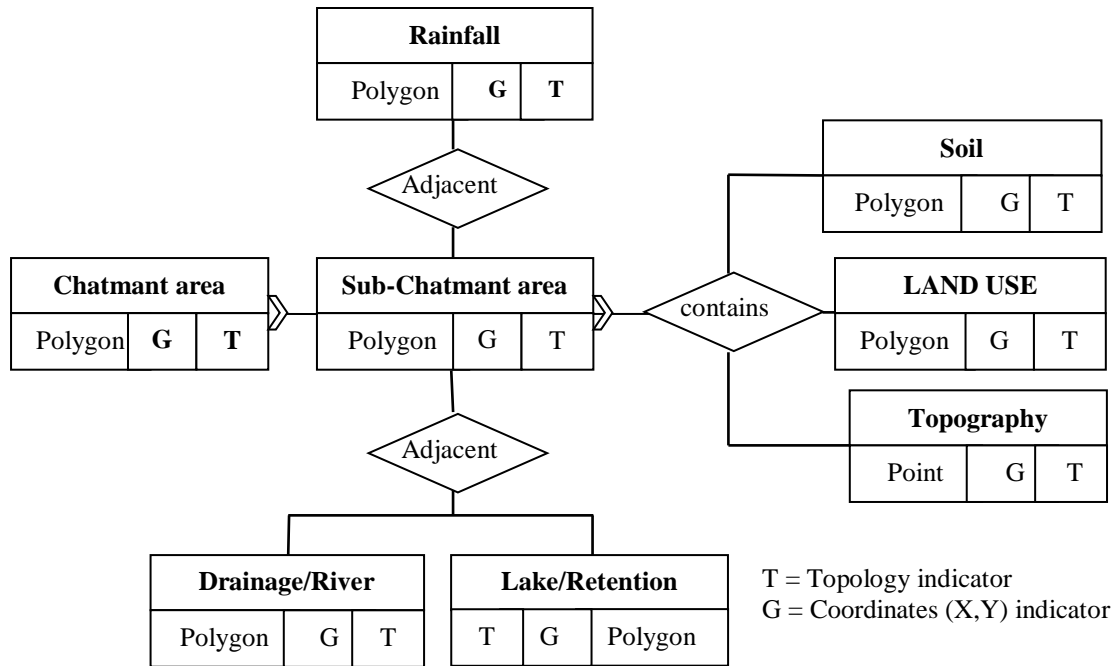 Rainfall
Polygon G T
Adjacent
Soil
Polygon G T
Chatmant area
Polygon G T
Sub-Chatmant area
Polygon G T
contains
LAND USE
Polygon G T
Topography
Point G T
Adjacent
Drainage/River
Polygon G T
Lake/Retention
T G Polygon
T = Topology indicator
G = Coordinates (X,Y) indicator